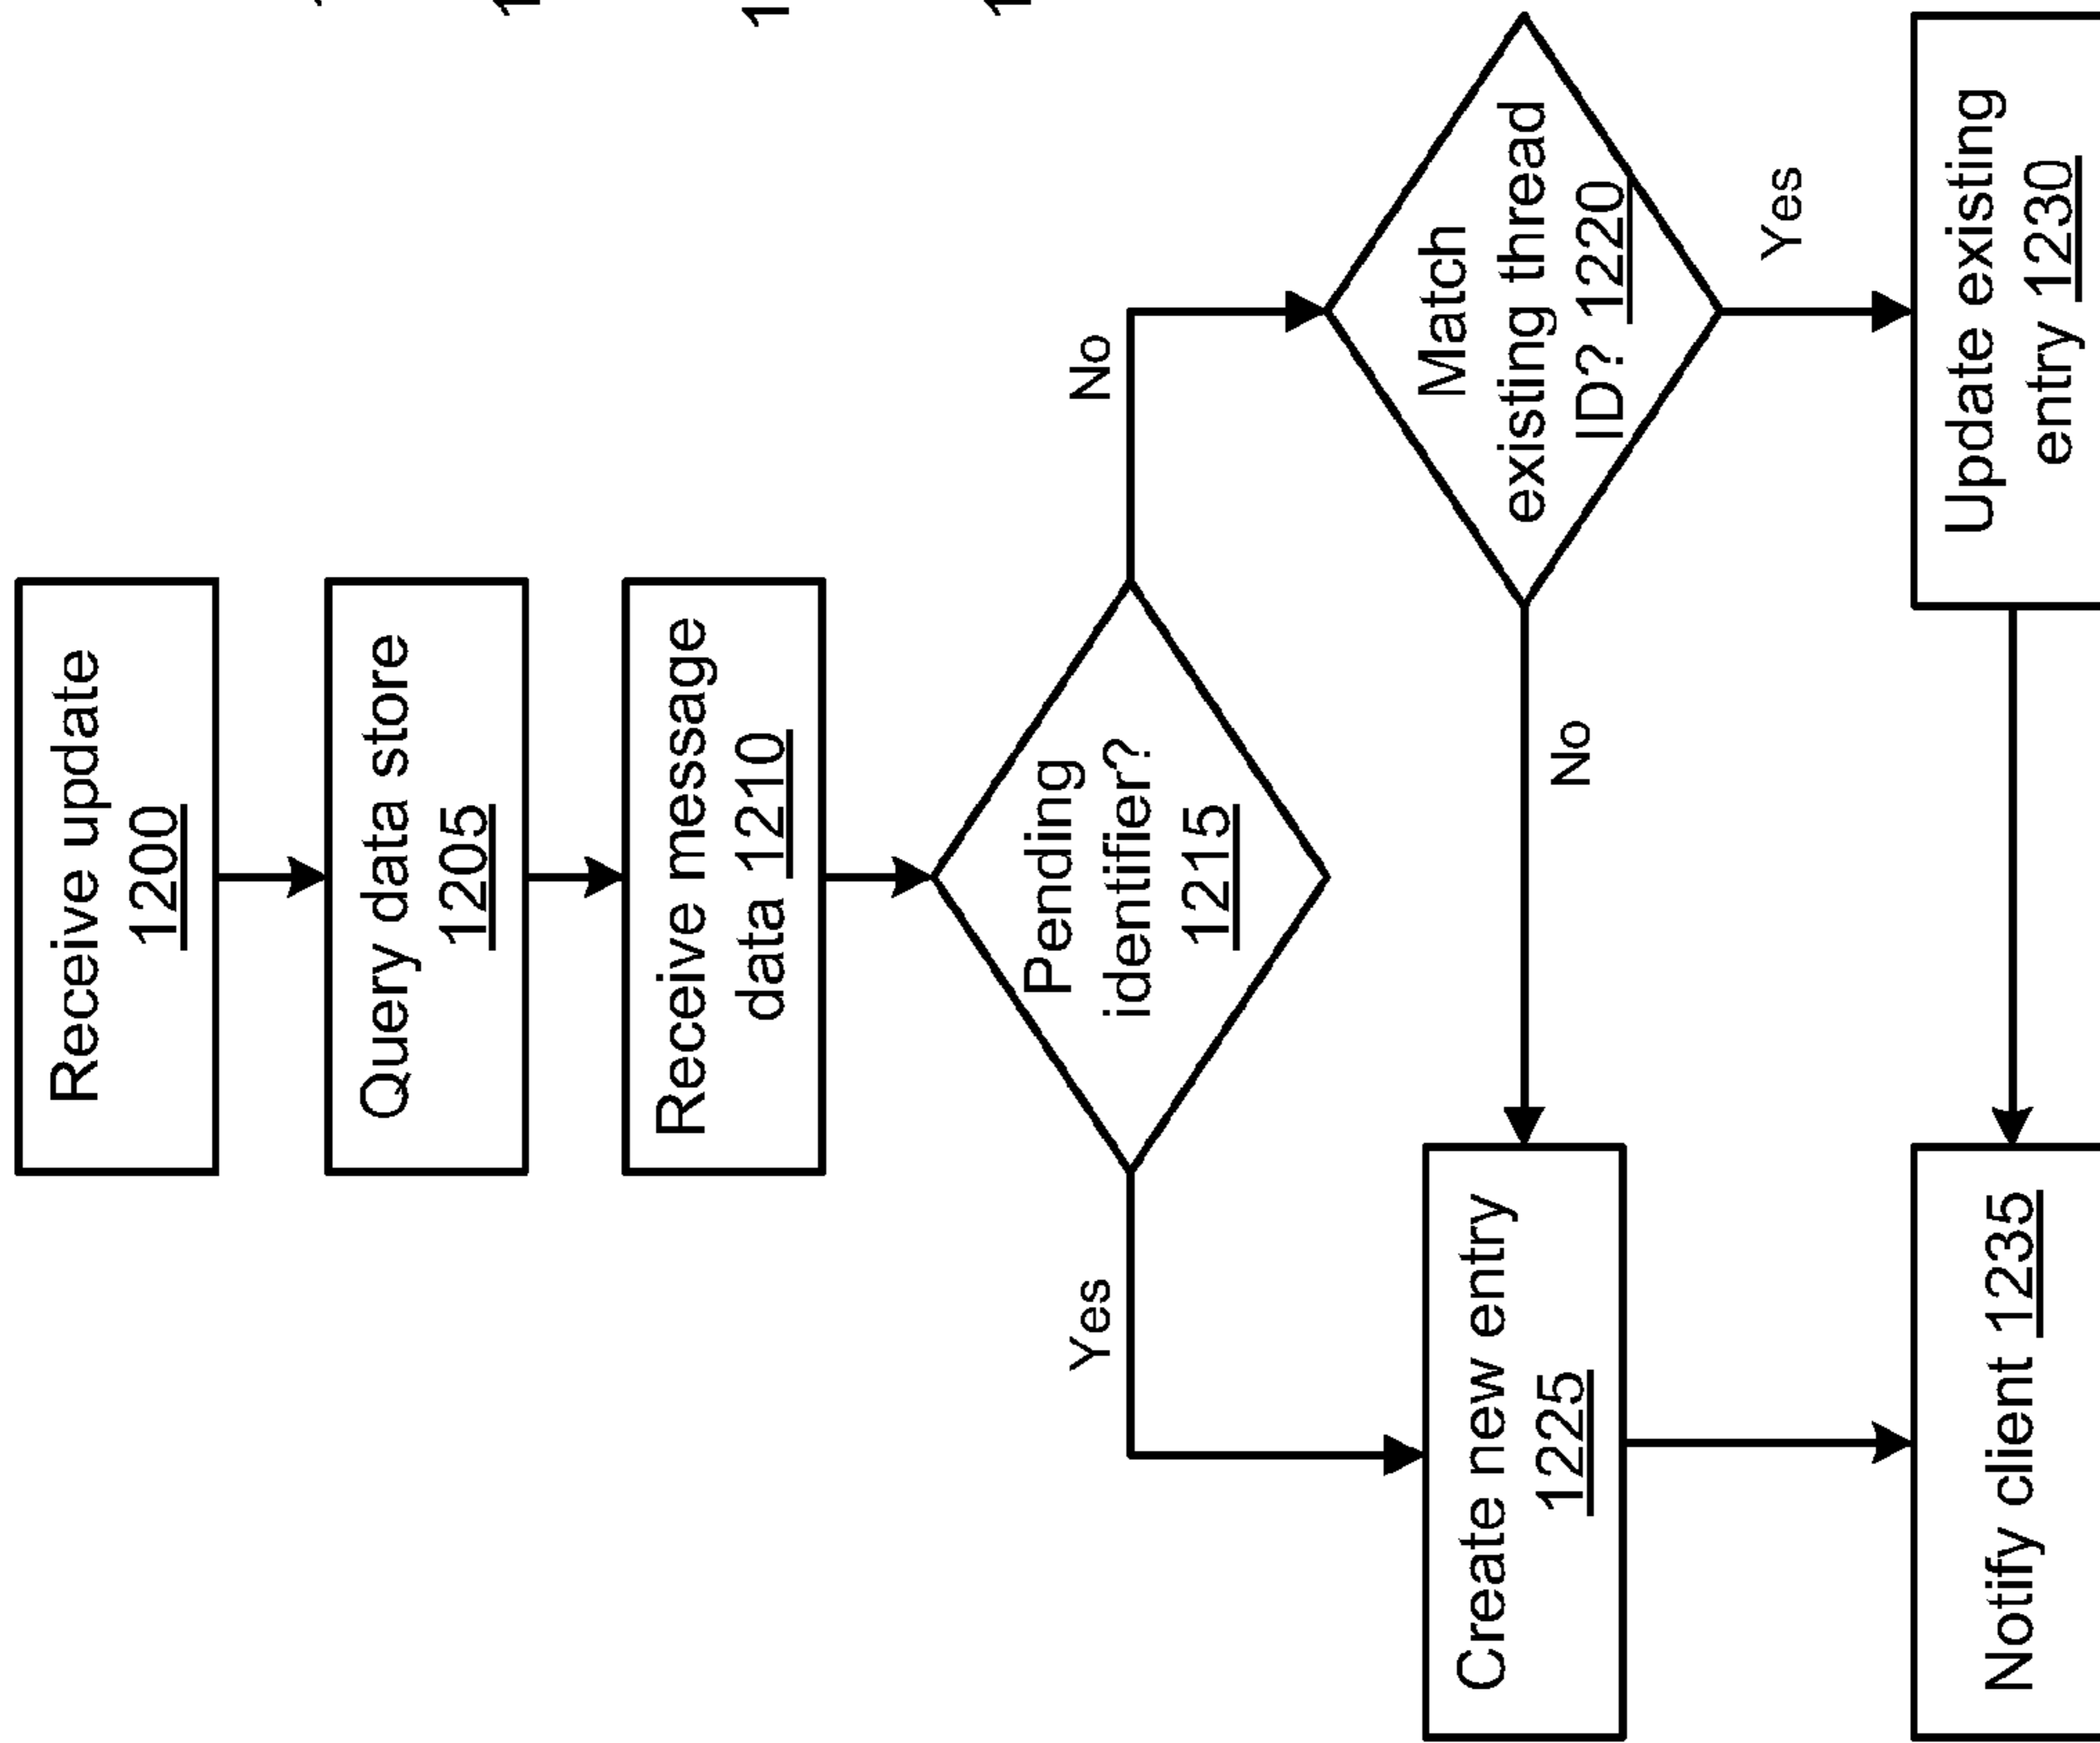 Receive update
1200
Query data store
1205
Receive message
data 1210
Pending
identifier?
1215
Yes
No
Match
existing thread
ID? 1220
No
Yes
Create new entry
1225
Update existing
entry 1230
Notify client 1235